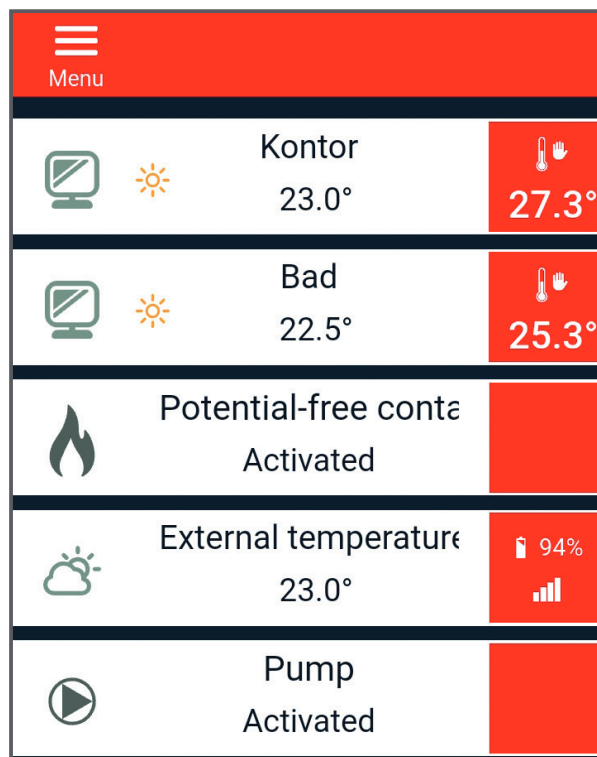 Menu
Kontor
23.0°
27.3°
Bad
22.5°
25.3°
Potential-free conta
Activated
External temperature
23.0°
94%
Pump
Activated